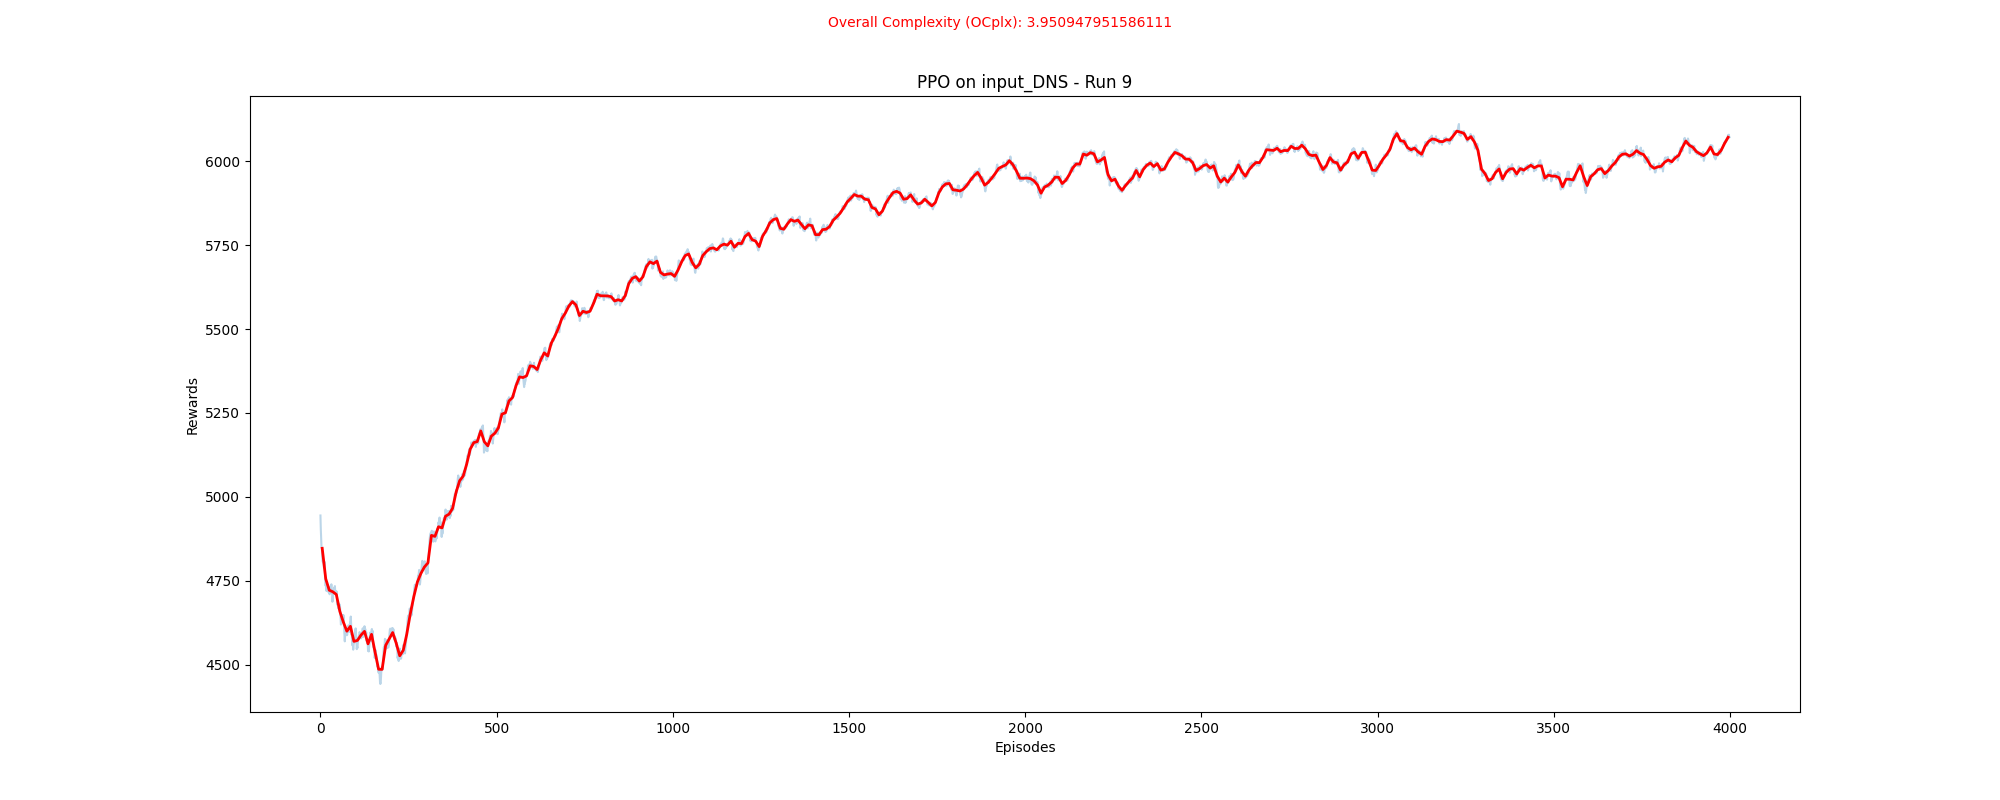 Overall Complexity (OCplx): 3.950947951586111
PPO on input_DNS - Run 9
6000
5750
5500
5250
5000
4750
4500
Rewards
0 500 1000 1500 2000 2500 3000 3500 4000
Episodes